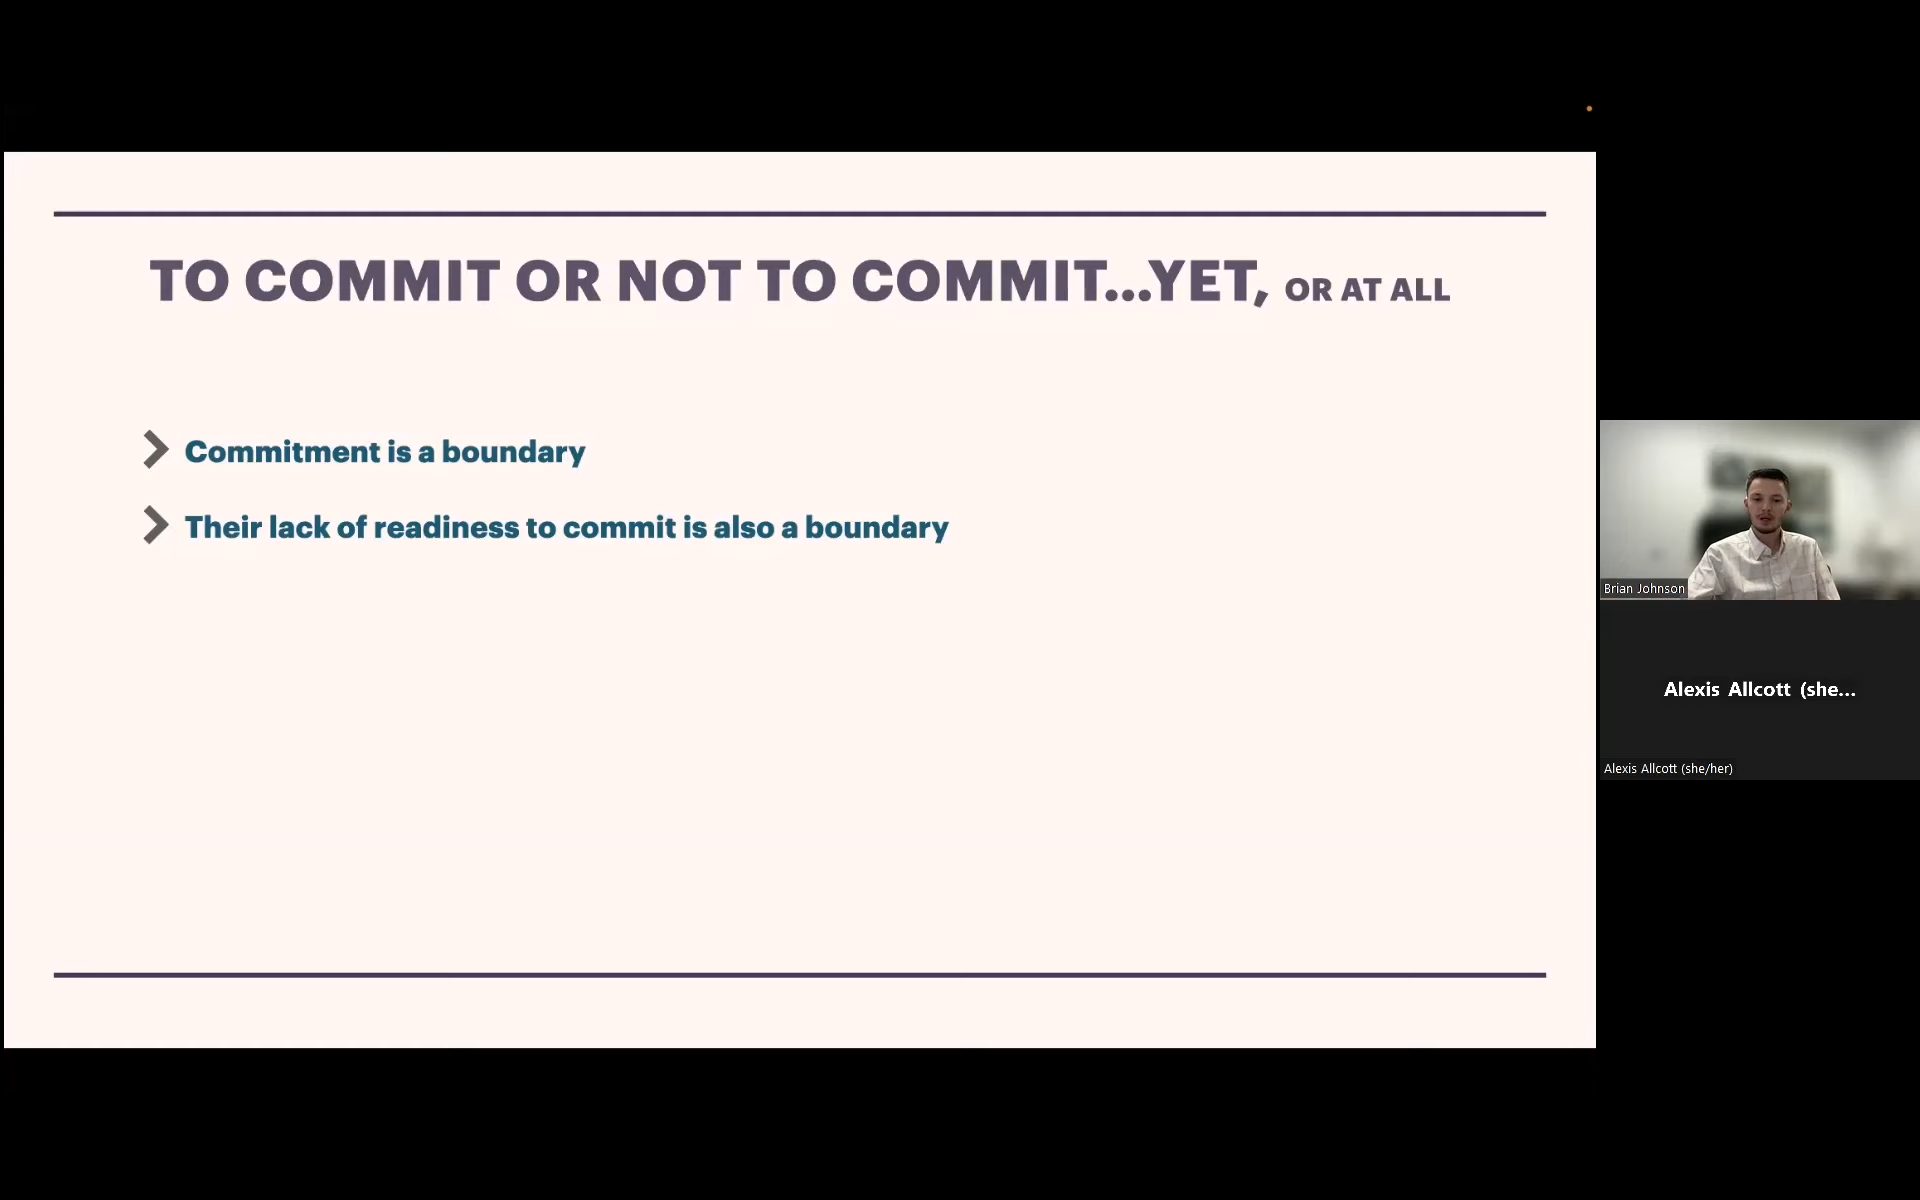 TO COMMIT OR NOT TO COMMIT...YET, OR AT ALL
Commitment is a boundary
Their lack of readiness to commit is also a boundary
Brian Johnson
Alexis Allcott (she...
Alexis Allcott (she/her)